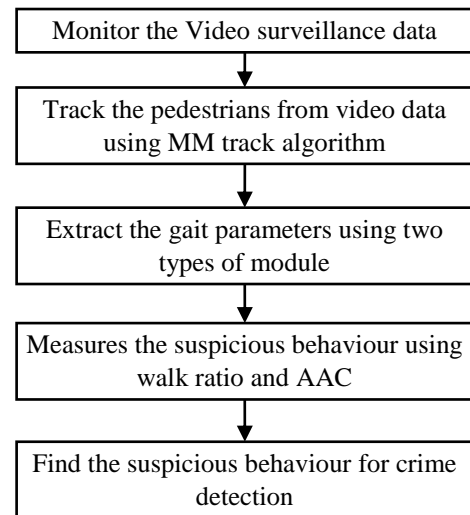 Monitor the Video surveillance data
Track the pedestrians from video data
using MM track algorithm
Extract the gait parameters using two
types of module
Measures the suspicious behaviour using
walk ratio and AAC
Find the suspicious behaviour for crime
detection